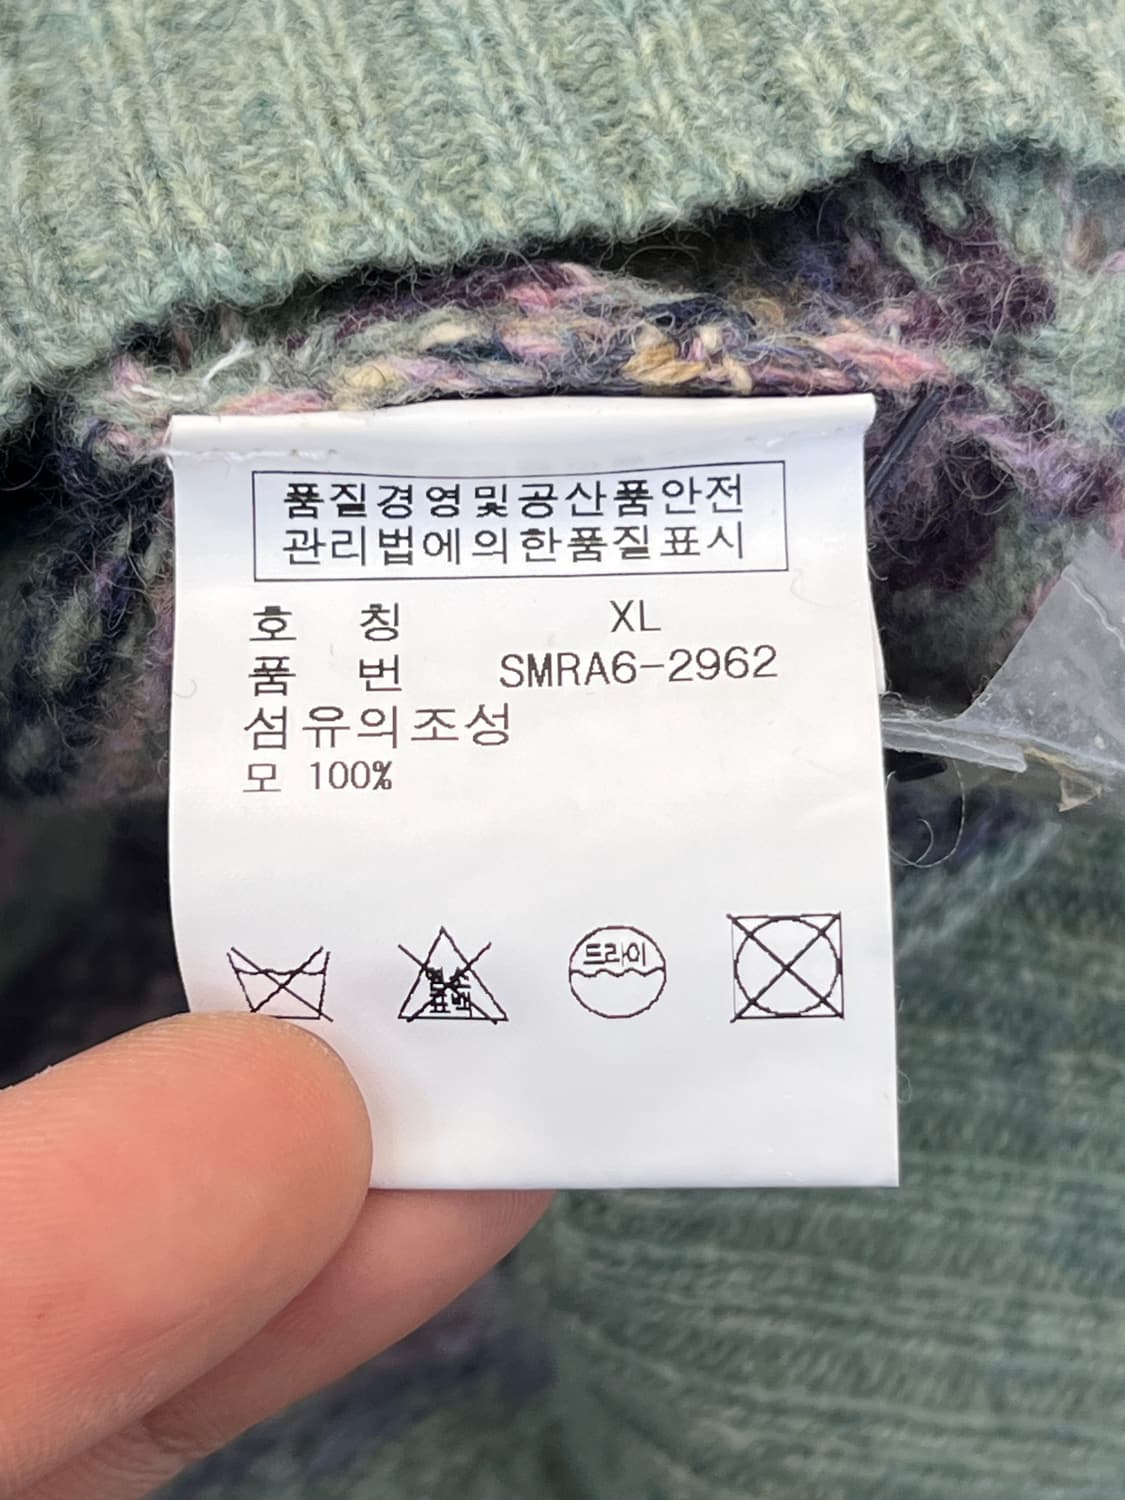 품질경영및공산품안전
관리법에의한품질표시
호 칭 XL
품 번 SMRA6-2962
섬유의조성
모 100%
드라이